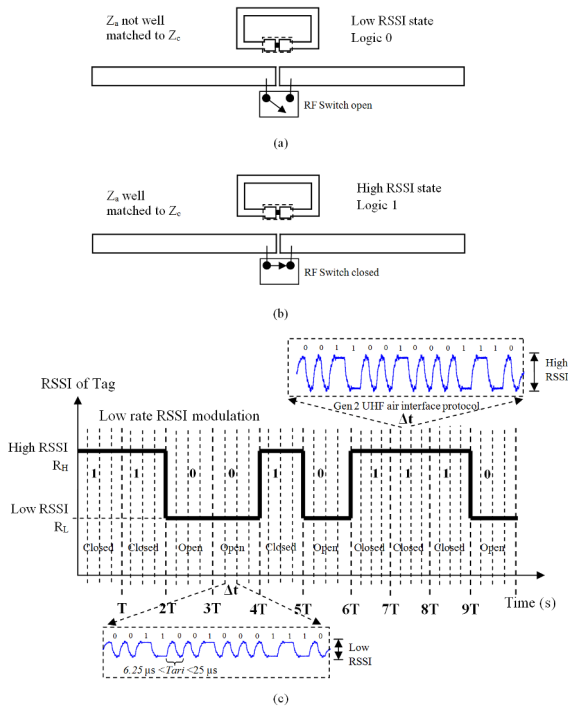 Zₐ not well
matched to Z꜀
Low RSSI state
Logic 0
RF Switch open
(a)
Zₐ well
matched to Z꜀
High RSSI state
Logic 1
RF Switch closed
(b)
0 0 1 1 0 0 1 0 0 0 1 1 1 0
High
RSSI
Gen 2 UHF air interface protocol
Δt
RSSI of Tag
Low rate RSSI modulation
High RSSI
R_H
1 1 0 0 1 0 1 1 1 0
Low RSSI
R_L
Closed Closed Open Open Closed Open Closed Closed Closed Open
T 2T 3T 4T 5T 6T 7T 8T 9T
Time (s)
Δt
0 0 1 1 0 0 1 0 0 0 1 1 1 0
Low
RSSI
6.25 µs <Tari <25 µs
(c)